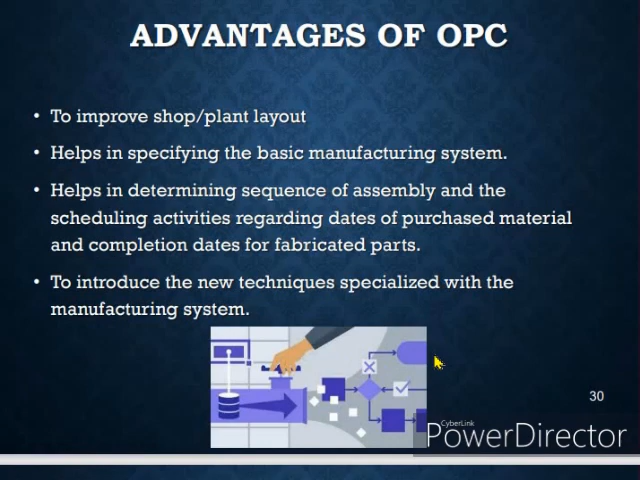 ADVANTAGES OF OPC
• To improve shop/plant layout
• Helps in specifying the basic manufacturing system.
• Helps in determining sequence of assembly and the
scheduling activities regarding dates of purchased material
and completion dates for fabricated parts.
• To introduce the new techniques specialized with the
manufacturing system.
30
CyberLink
PowerDirector